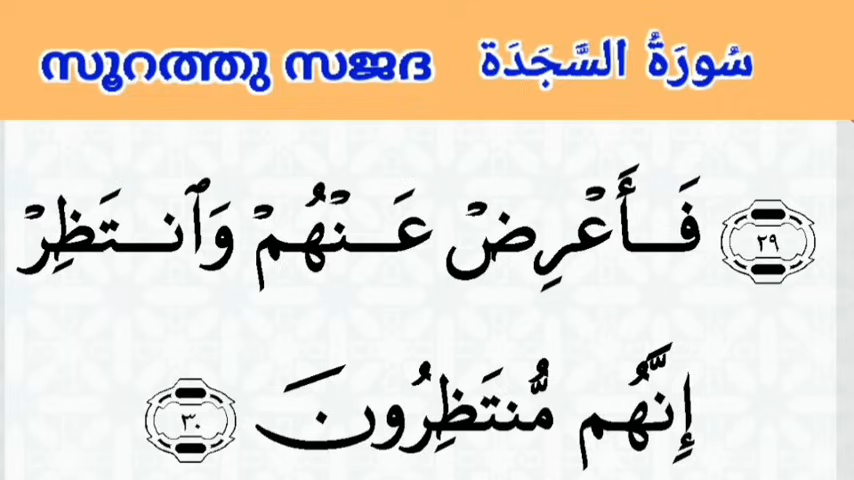 സൂറത്തു സജദ سُورَةُ السَّجَدَة
٢٩ فَأَعْرِضْ عَنْهُمْ وَٱنتَظِرْ
إِنَّهُم مُّنتَظِرُونَ ٣٠